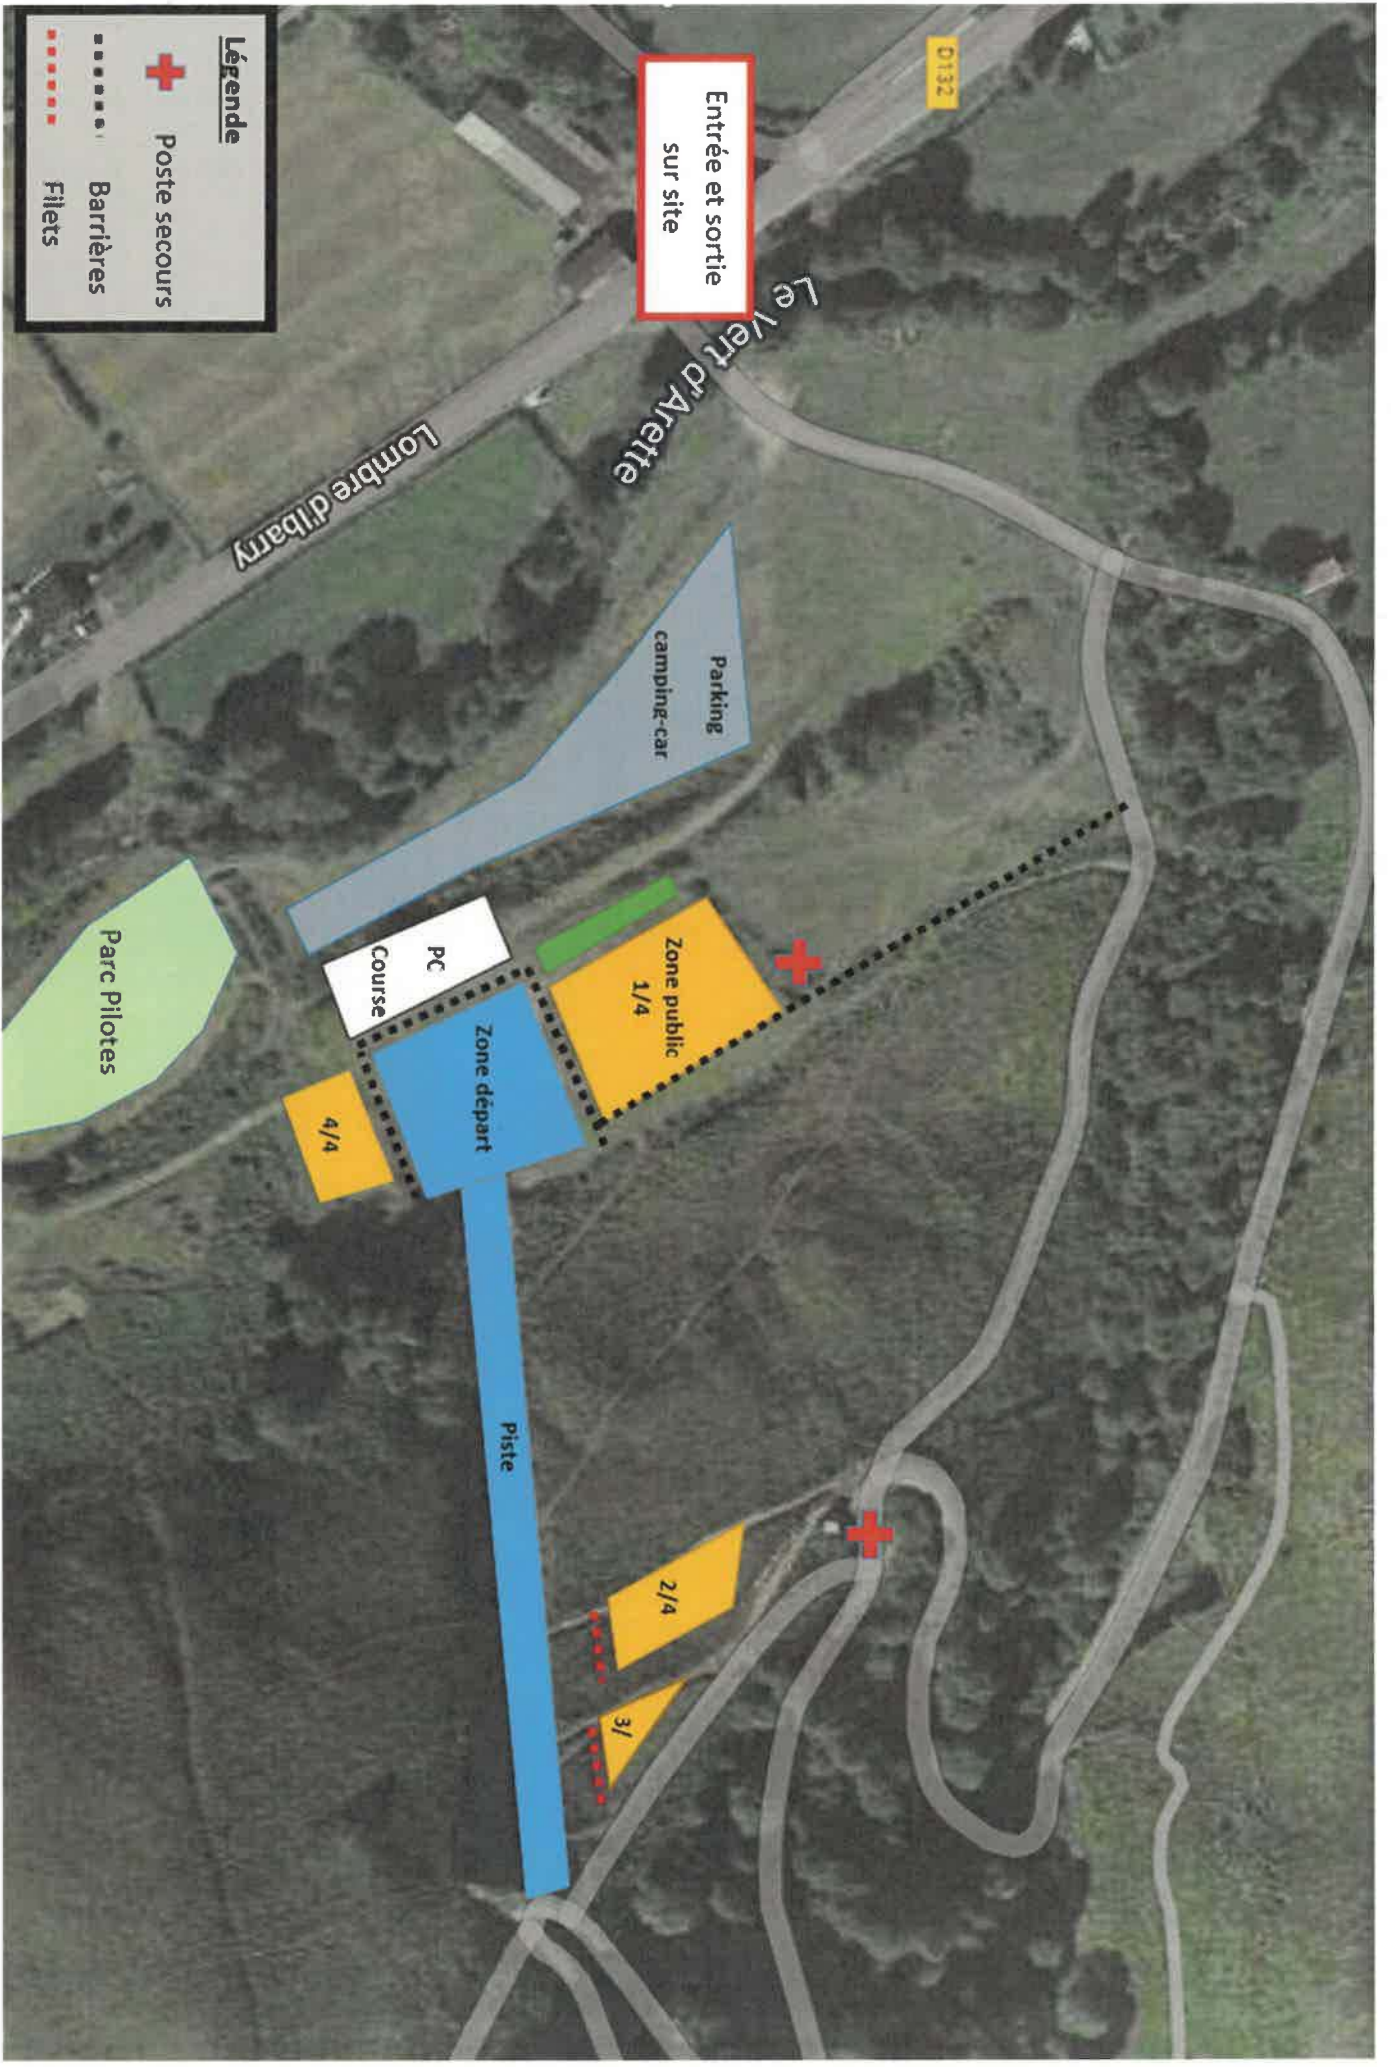 D132
Entrée et sortie
sur site
Le Vert d'Arette
Lombre d'Ibarry
Parking
camping-car
Zone public
1/4
PC
Course
Zone départ
4/4
Parc Pilotes
Piste
2/4
3/
Légende
Poste secours
Barrières
Filets